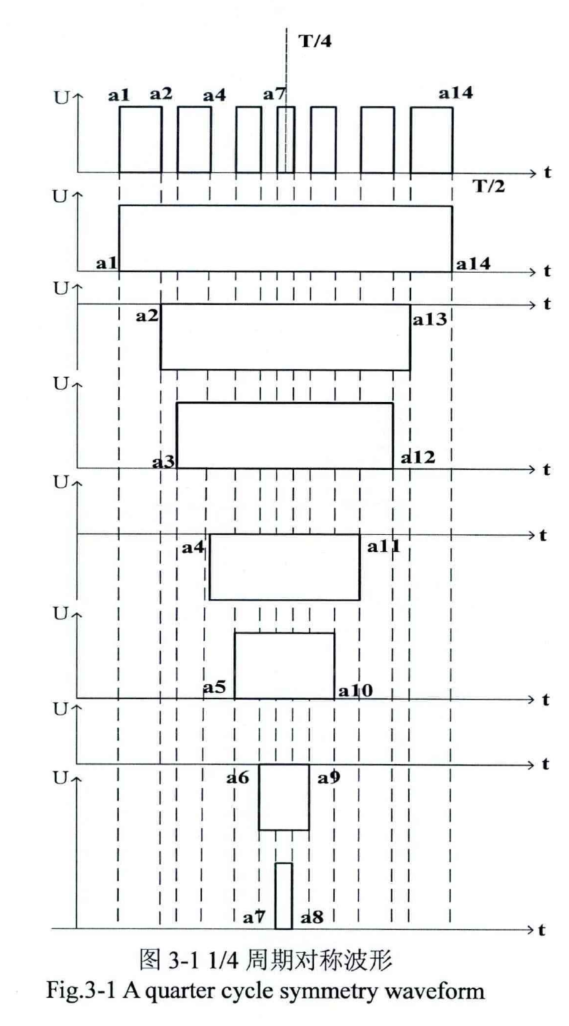 T/4
U a1 a2 a4 a7 a14
t
T/2
U
a1 a14 t
U t
a2 a13
U
a3 a12 t
U
t
a4 a11
U
a5 a10 t
U
t
U a6 a9
a7 a8 t
图 3-1 1/4 周期对称波形
Fig.3-1 A quarter cycle symmetry waveform